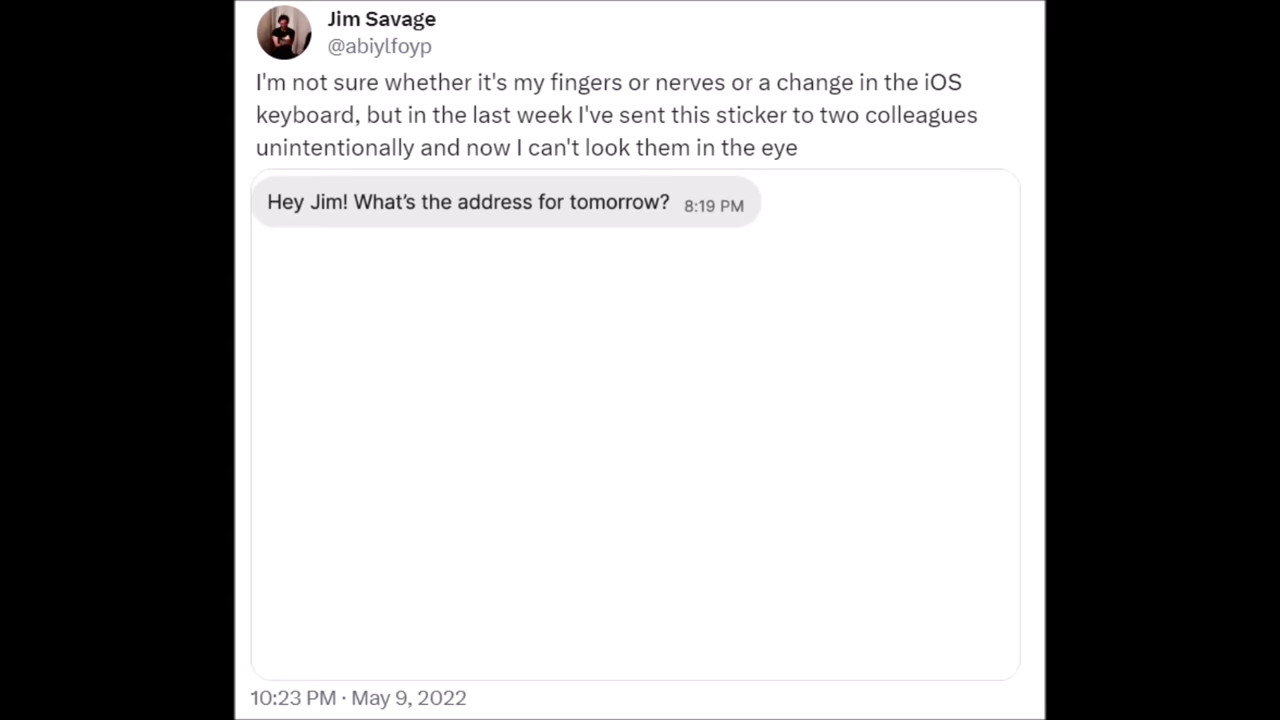 Jim Savage
@abiylfoyp
I'm not sure whether it's my fingers or nerves or a change in the iOS
keyboard, but in the last week I've sent this sticker to two colleagues
unintentionally and now I can't look them in the eye
Hey Jim! What's the address for tomorrow? 8:19 PM
10:23 PM · May 9, 2022